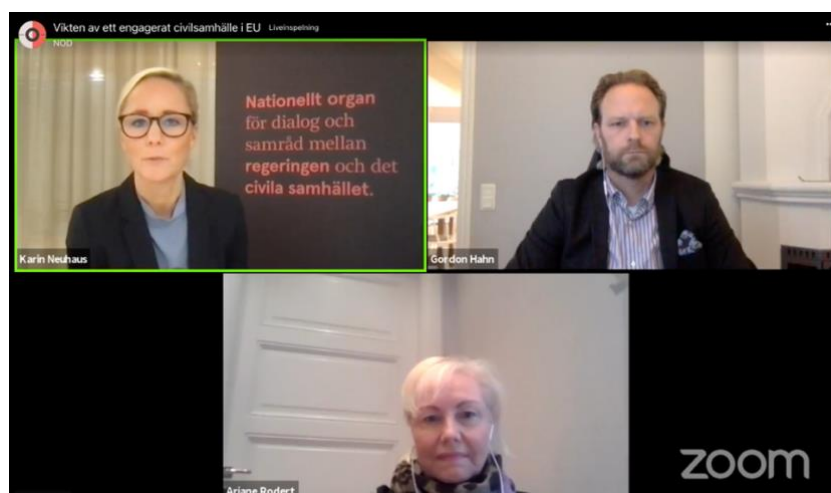 Vikten av ett engagerat civilsamhälle i EU Liveinspelning
NOD
Nationellt organ
för dialog och
samråd mellan
regeringen och det
civila samhället.
Karin Neuhaus
Gordon Hahn
Ariane Rodert
zoom